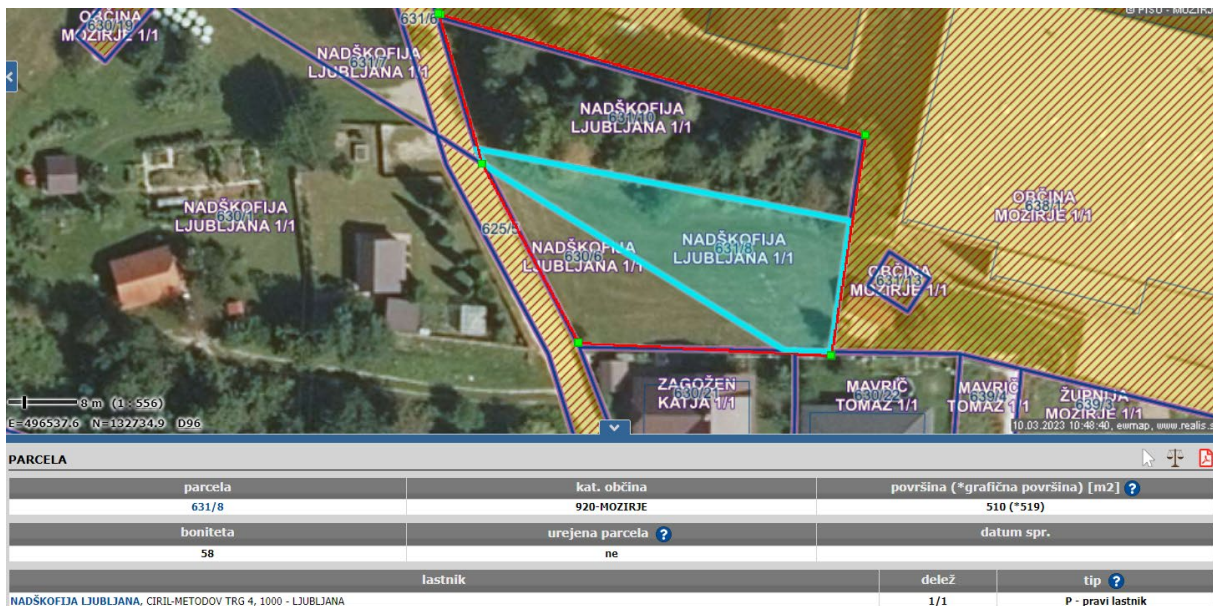 © PISO - MOZIRJE
OBČINA
630/19
MOZIRJE 1/1
631/6
NADŠKOFIJA
631/7
LJUBLJANA 1/1
NADŠKOFIJA
631/10
LJUBLJANA 1/1
NADŠKOFIJA
630/1
LJUBLJANA 1/1
625/5
NADŠKOFIJA
630/6
LJUBLJANA 1/1
NADŠKOFIJA
631/8
LJUBLJANA 1/1
OBČINA
638/1
MOZIRJE 1/1
OBČINA
631/13
MOZIRJE 1/1
ZAGOŽEN
630/21
KATJA 1/1
MAVRIČ
630/22
TOMAŽ 1/1
MAVRIČ
639/4
TOMAŽ 1/1
ŽUPNIJA
MOZIRJE 1/1
8 m (1 : 556)
E=496537.6 N=132734.9 D96
10.03.2023 10:48:40, ewmap, www.realis.s
PARCELA
parcela kat. občina površina (*grafična površina) [m2] ?
631/8 920-MOZIRJE 510 (*519)
boniteta urejena parcela ? datum spr.
58 ne
lastnik delež tip ?
NADŠKOFIJA LJUBLJANA, CIRIL-METODOV TRG 4, 1000 - LJUBLJANA 1/1 P - pravi lastnik